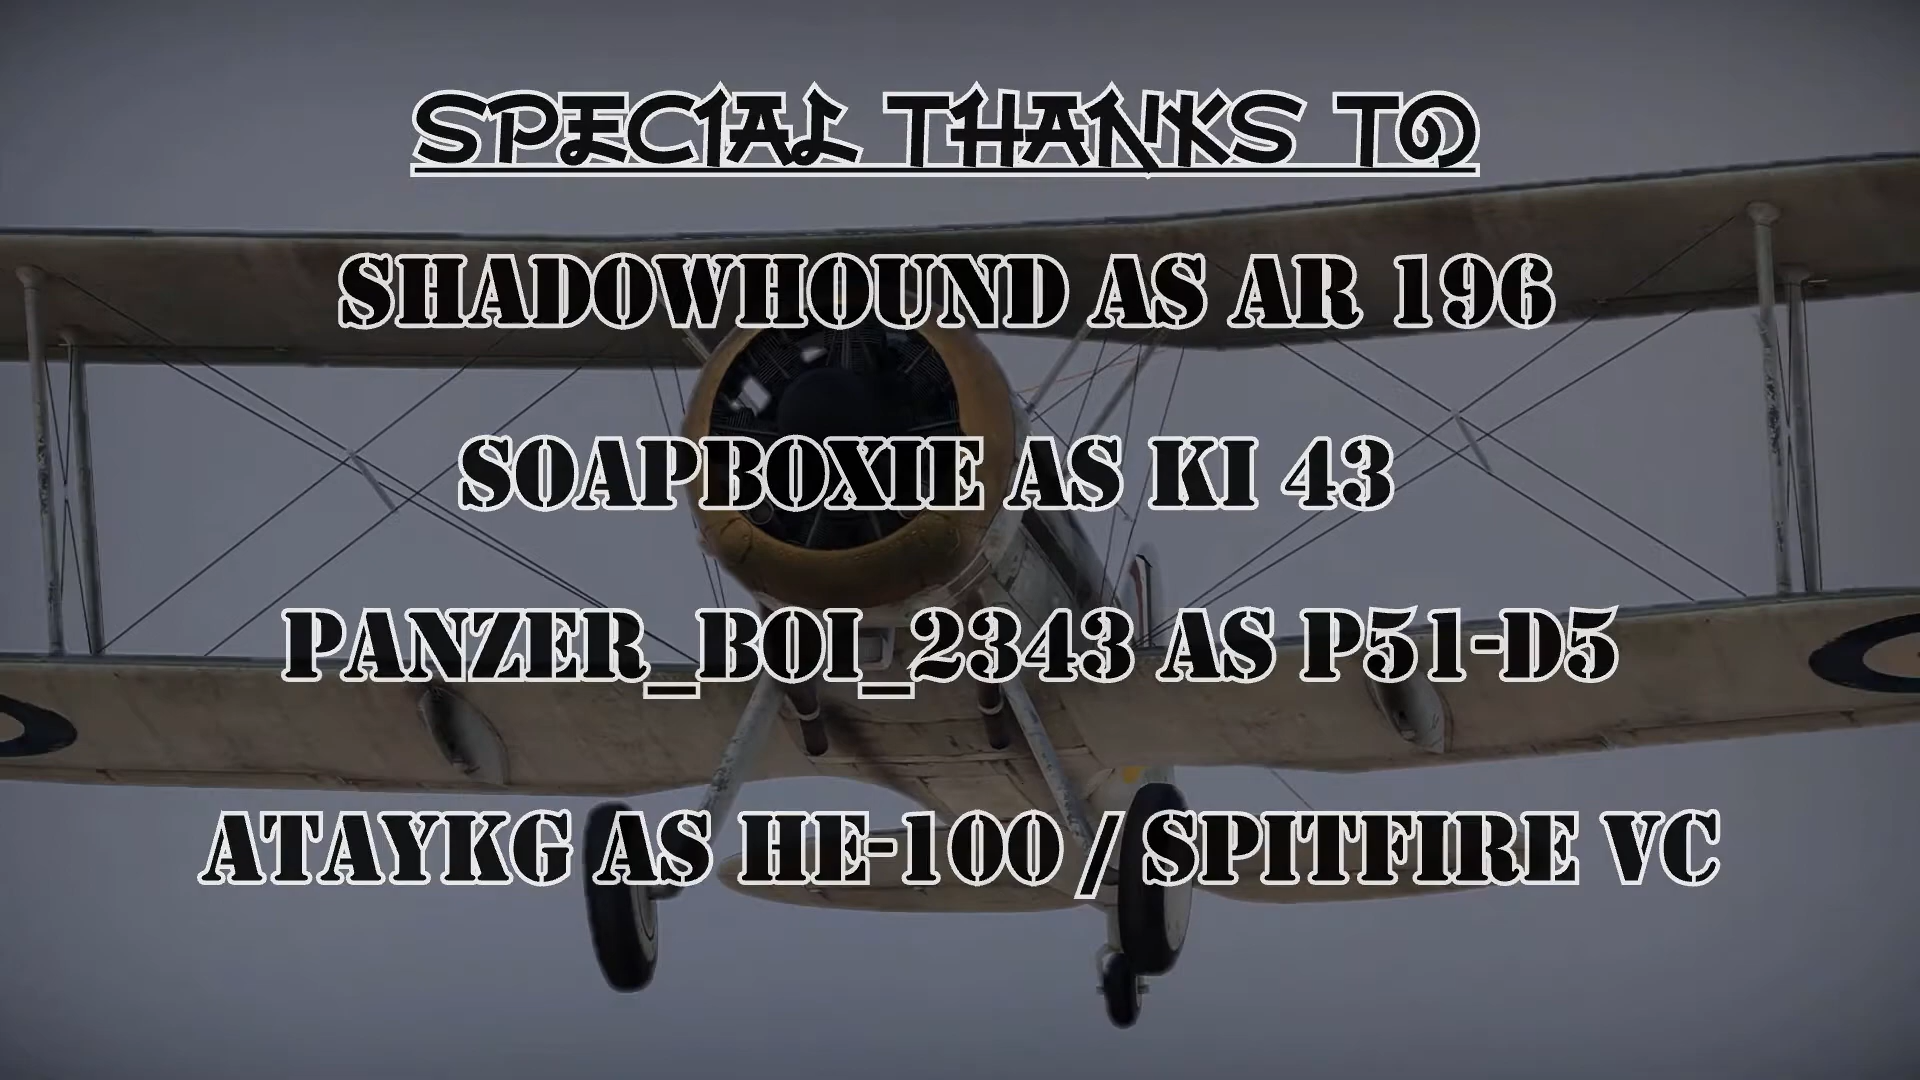 SPECIAL THANKS TO
SHADOWHOUND AS AR 196
SOAPBOXIE AS KI 43
PANZER_BOI_2343 AS P51-D5
ATAYKG AS HE-100 / SPITFIRE VC